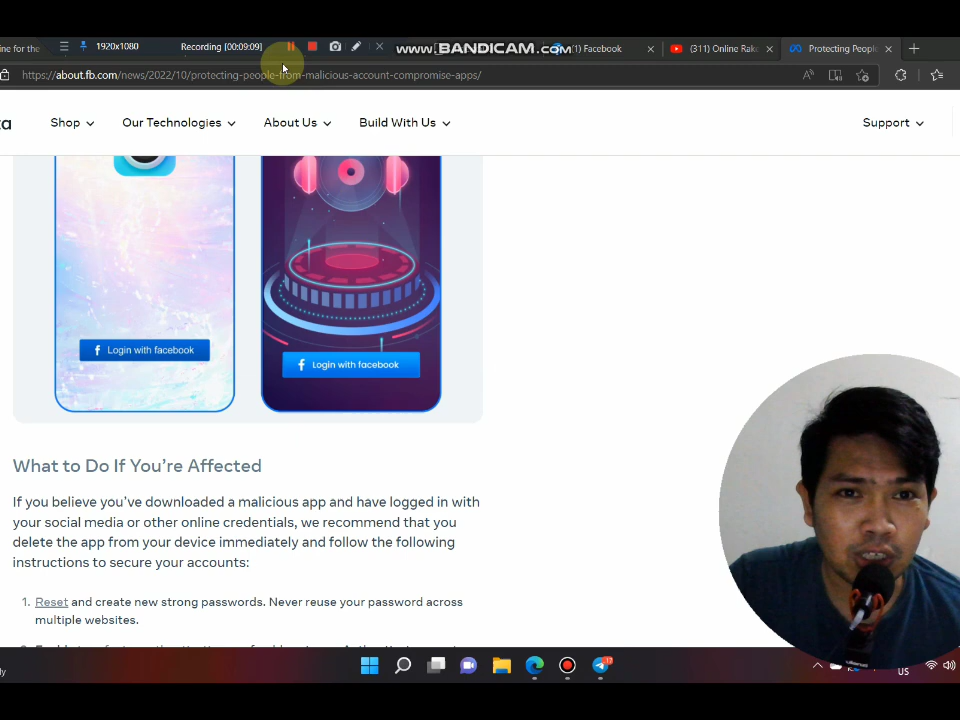 ine for the
1920x1080
Recording [00:09:09]
www.BANDICAM.com
(1) Facebook
(311) Online Rake
Protecting People
https://about.fb.com/news/2022/10/protecting-people-from-malicious-account-compromise-apps/
ta
Shop
Our Technologies
About Us
Build With Us
Support
Login with facebook
Login with facebook
What to Do If You're Affected
If you believe you've downloaded a malicious app and have logged in with
your social media or other online credentials, we recommend that you
delete the app from your device immediately and follow the following
instructions to secure your accounts:
1. Reset and create new strong passwords. Never reuse your password across
multiple websites.
US